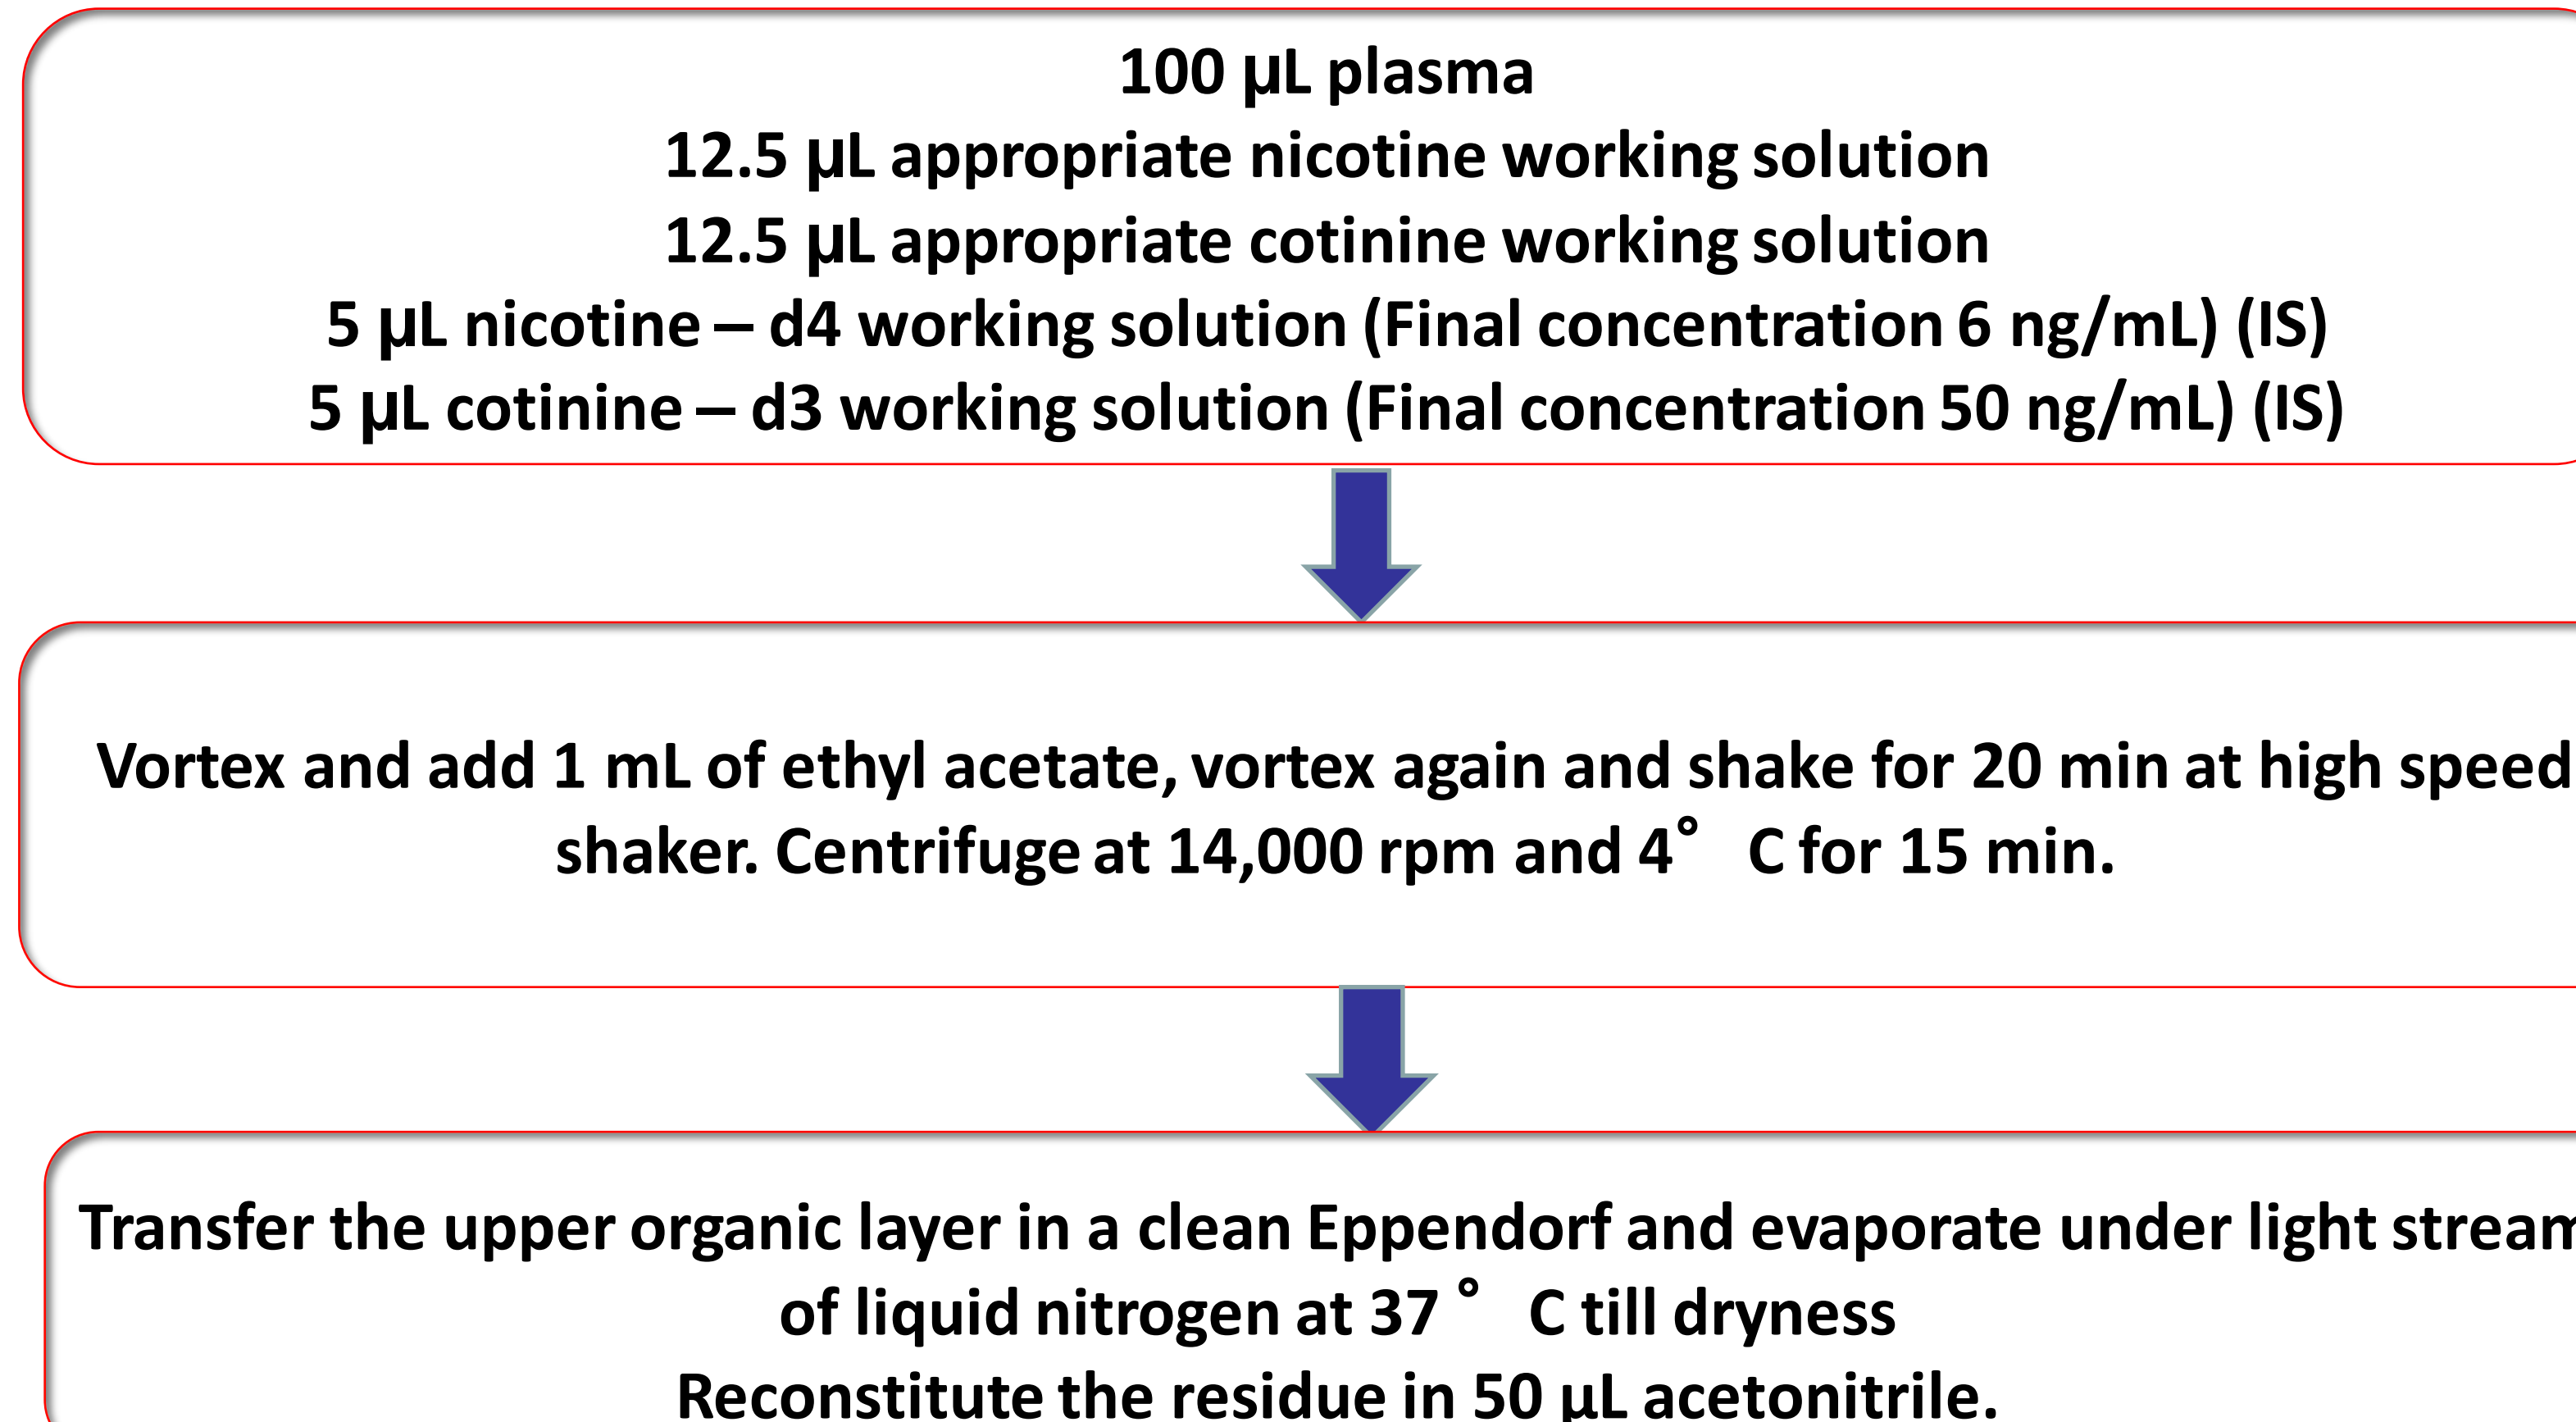 100 µL plasma
12.5 µL appropriate nicotine working solution
12.5 µL appropriate cotinine working solution
5 µL nicotine – d4 working solution (Final concentration 6 ng/mL) (IS)
5 µL cotinine – d3 working solution (Final concentration 50 ng/mL) (IS)
Vortex and add 1 mL of ethyl acetate, vortex again and shake for 20 min at high speed
shaker. Centrifuge at 14,000 rpm and 4° C for 15 min.
Transfer the upper organic layer in a clean Eppendorf and evaporate under light stream
of liquid nitrogen at 37 ° C till dryness
Reconstitute the residue in 50 µL acetonitrile.